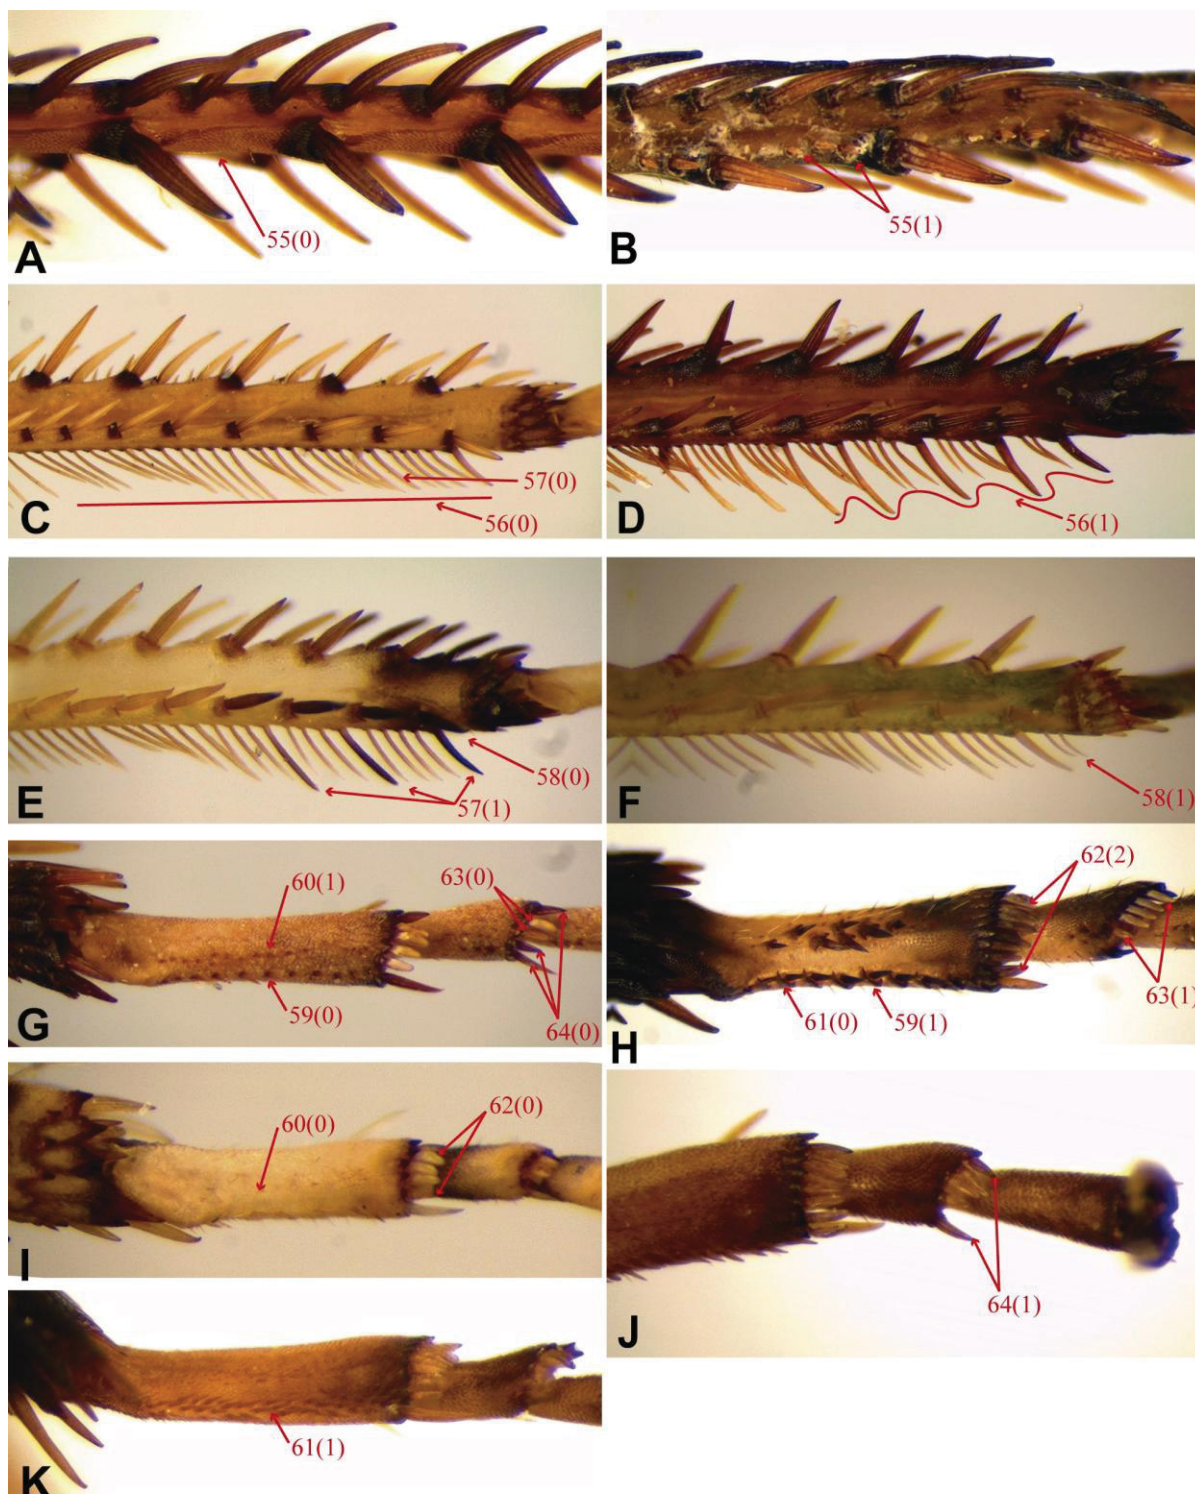 55(0)
A
55(1)
B
57(0)
56(0)
C
56(1)
D
58(0)
57(1)
E
58(1)
F
60(1)
63(0)
59(0)
64(0)
G
62(2)
61(0)
59(1)
63(1)
H
60(0)
62(0)
I
64(1)
J
61(1)
K